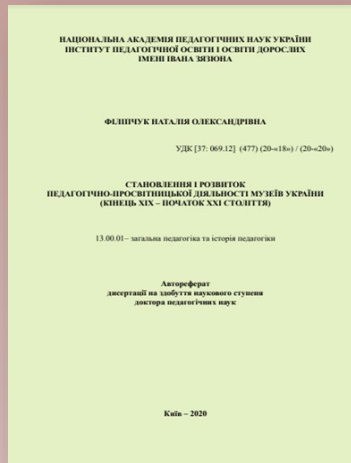 НАЦІОНАЛЬНА АКАДЕМІЯ ПЕДАГОГІЧНИХ НАУК УКРАЇНИ
ІНСТИТУТ ПЕДАГОГІЧНОЇ ОСВІТИ І ОСВІТИ ДОРОСЛИХ
ІМЕНІ ІВАНА ЗЯЗЮНА
ФІЛІПЧУК НАТАЛІЯ ОЛЕКСАНДРІВНА
УДК [37: 069.12] (477) (20-«18») / (20-«20»)
СТАНОВЛЕННЯ І РОЗВИТОК
ПЕДАГОГІЧНО-ПРОСВІТНИЦЬКОЇ ДІЯЛЬНОСТІ МУЗЕЇВ УКРАЇНИ
(КІНЕЦЬ ХІХ – ПОЧАТОК ХХІ СТОЛІТТЯ)
13.00.01– загальна педагогіка та історія педагогіки
Автореферат
дисертації на здобуття наукового ступеня
доктора педагогічних наук
Київ – 2020